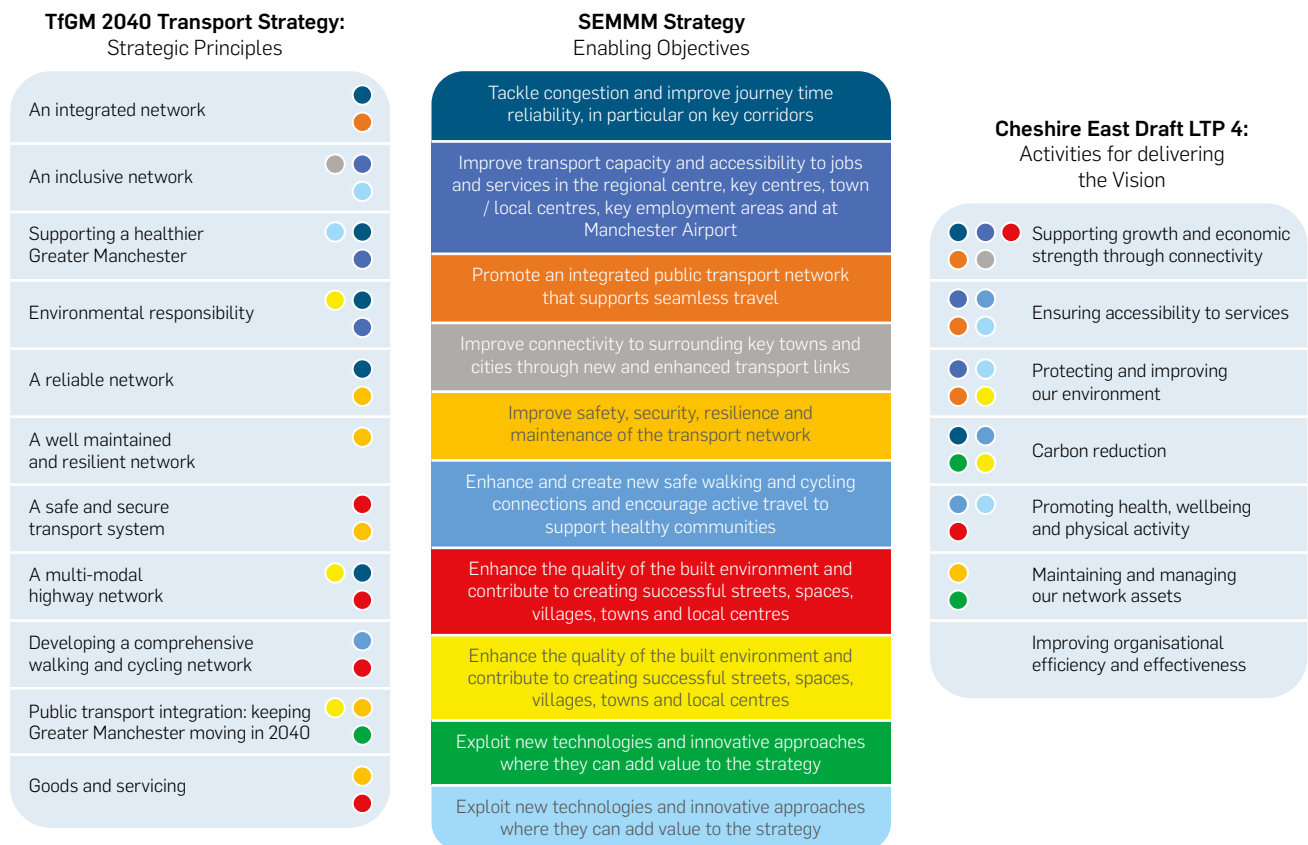 TfGM 2040 Transport Strategy:
Strategic Principles
An integrated network
An inclusive network
Supporting a healthier
Greater Manchester
Environmental responsibility
A reliable network
A well maintained
and resilient network
A safe and secure
transport system
A multi-modal
highway network
Developing a comprehensive
walking and cycling network
Public transport integration: keeping
Greater Manchester moving in 2040
Goods and servicing
SEMMM Strategy
Enabling Objectives
Tackle congestion and improve journey time
reliability, in particular on key corridors
Improve transport capacity and accessibility to jobs
and services in the regional centre, key centres, town
/ local centres, key employment areas and at
Manchester Airport
Promote an integrated public transport network
that supports seamless travel
Improve connectivity to surrounding key towns and
cities through new and enhanced transport links
Improve safety, security, resilience and
maintenance of the transport network
Enhance and create new safe walking and cycling
connections and encourage active travel to
support healthy communities
Enhance the quality of the built environment and
contribute to creating successful streets, spaces,
villages, towns and local centres
Enhance the quality of the built environment and
contribute to creating successful streets, spaces,
villages, towns and local centres
Exploit new technologies and innovative approaches
where they can add value to the strategy
Exploit new technologies and innovative approaches
where they can add value to the strategy
Cheshire East Draft LTP 4:
Activities for delivering
the Vision
Supporting growth and economic
strength through connectivity
Ensuring accessibility to services
Protecting and improving
our environment
Carbon reduction
Promoting health, wellbeing
and physical activity
Maintaining and managing
our network assets
Improving organisational
efficiency and effectiveness